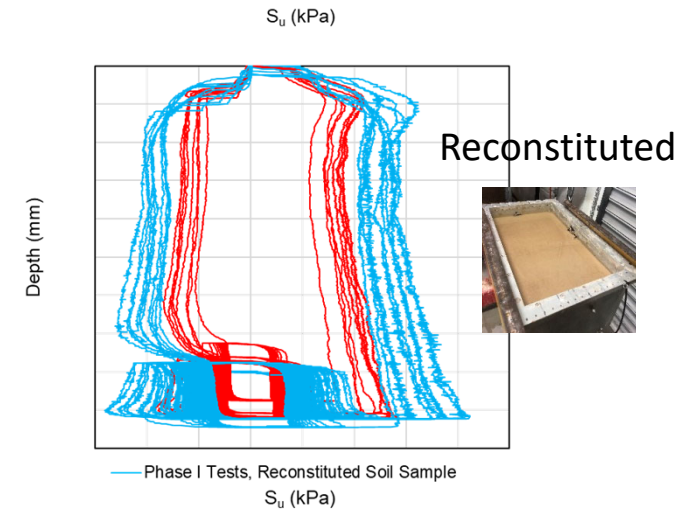 Sᵤ (kPa)
Reconstituted
Depth (mm)
Phase I Tests, Reconstituted Soil Sample
Sᵤ (kPa)